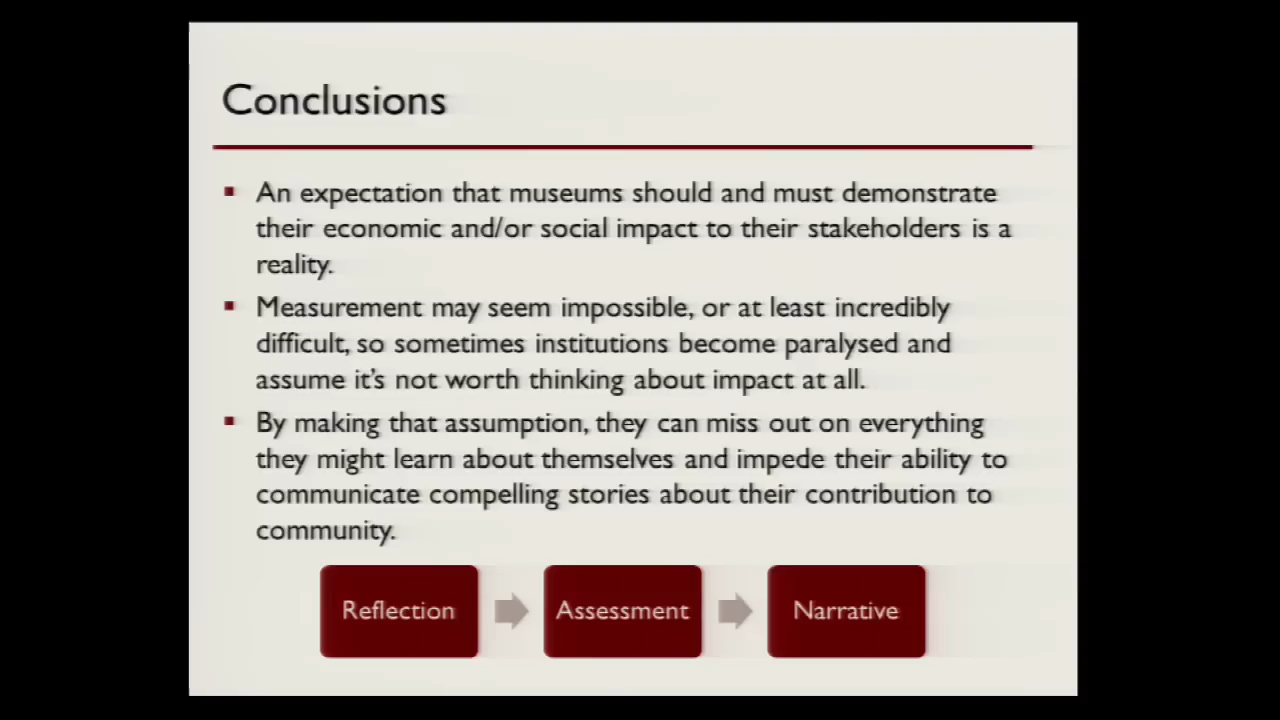 Conclusions
An expectation that museums should and must demonstrate
their economic and/or social impact to their stakeholders is a
reality.
Measurement may seem impossible, or at least incredibly
difficult, so sometimes institutions become paralysed and
assume it's not worth thinking about impact at all.
By making that assumption, they can miss out on everything
they might learn about themselves and impede their ability to
communicate compelling stories about their contribution to
community.
Reflection Assessment Narrative